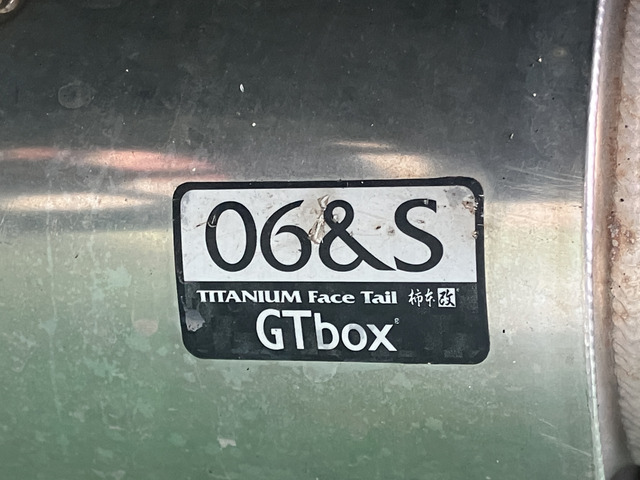 06&S
TITANIUM Face Tail 柿本改
GTbox